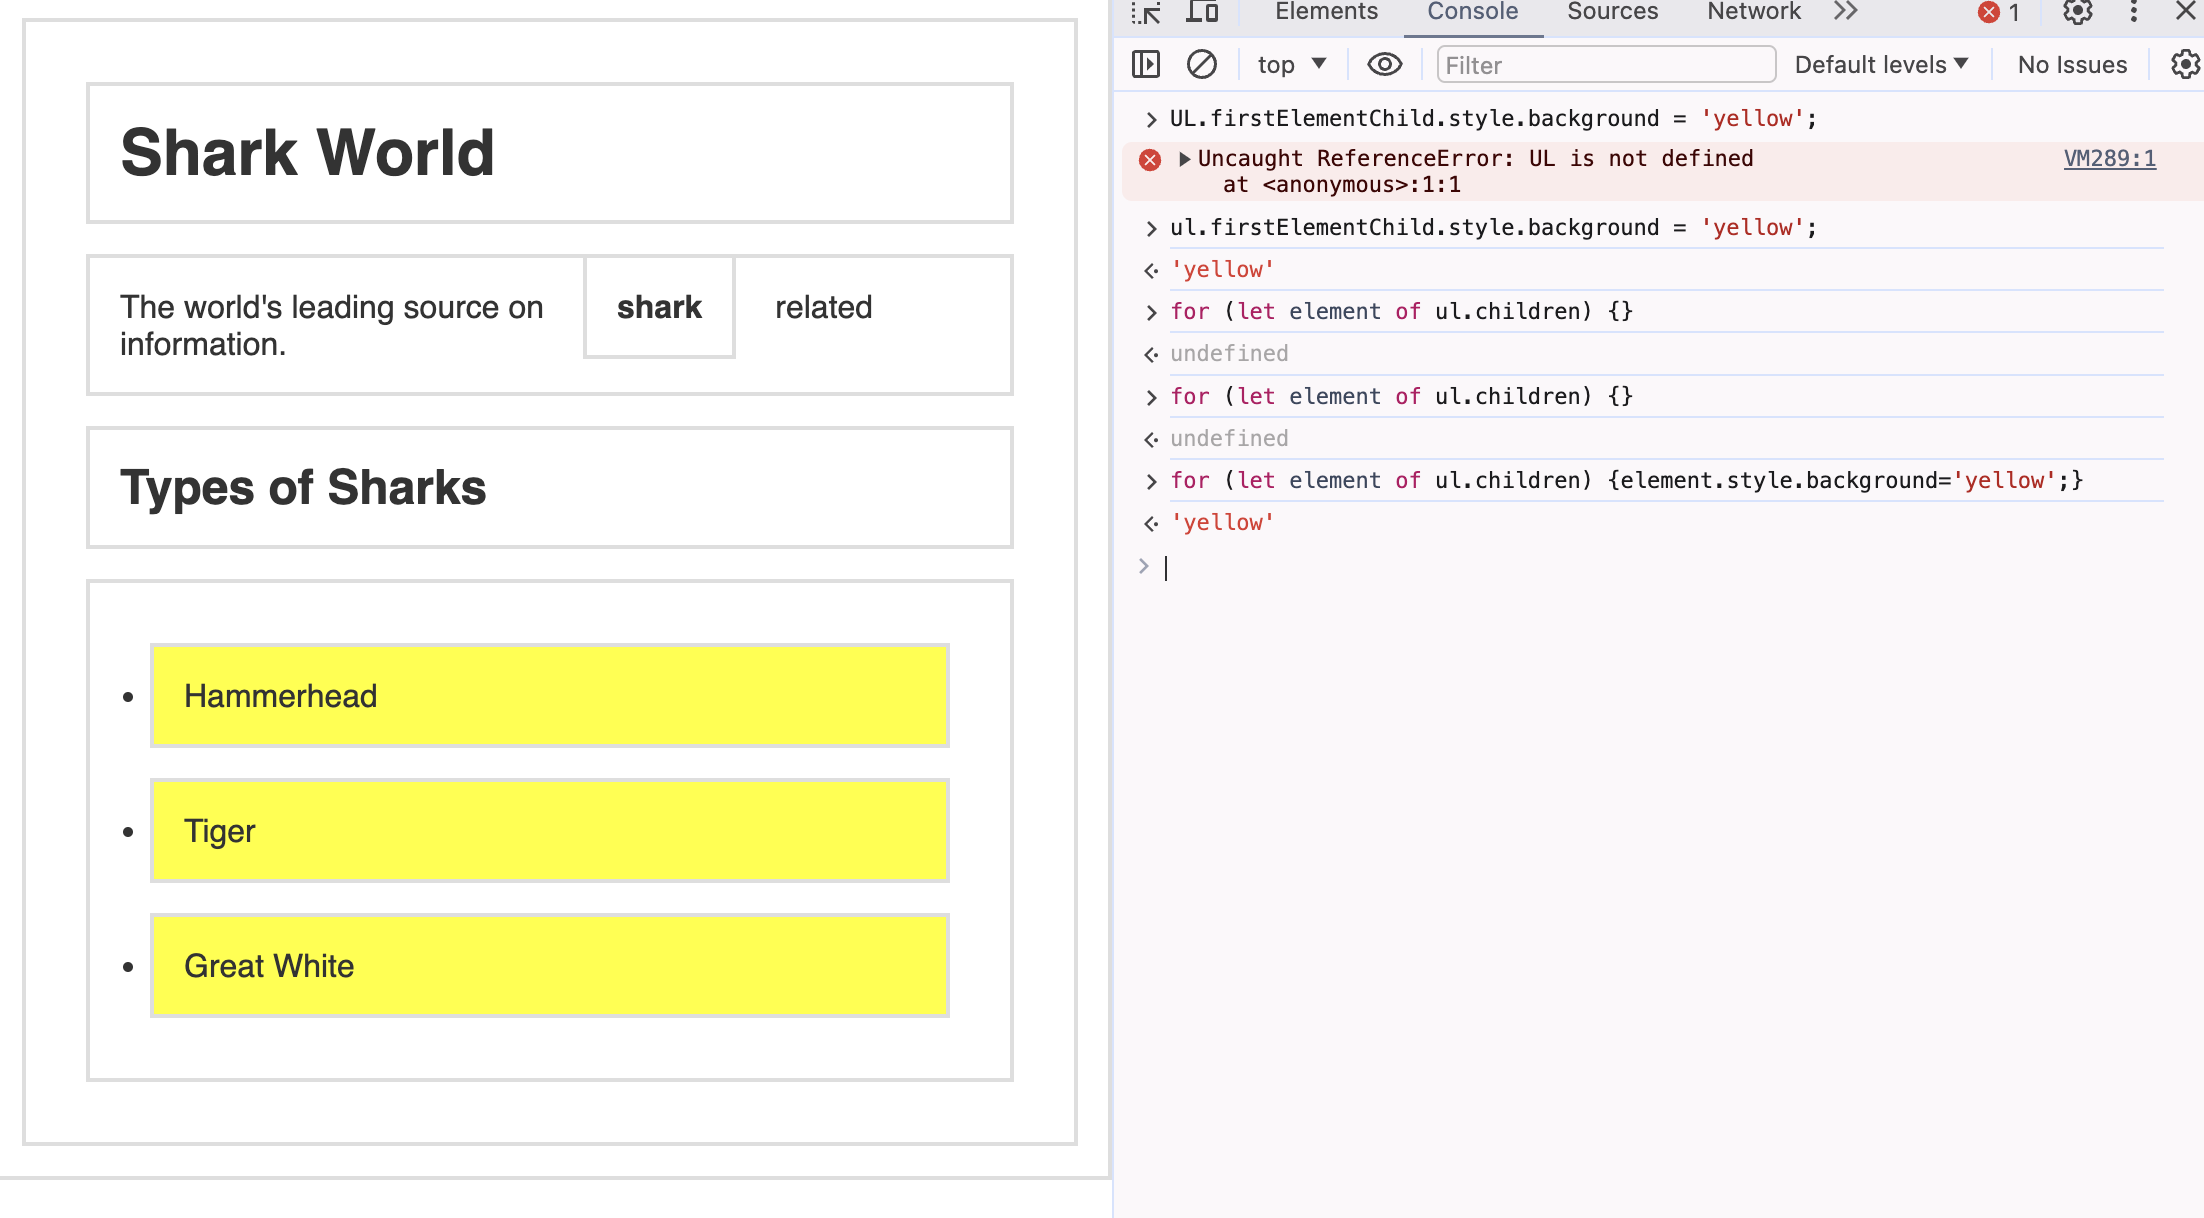 Shark World
The world's leading source on shark related
information.
Types of Sharks
Hammerhead
Tiger
Great White
Elements Console Sources Network 1
top Filter Default levels No Issues
UL.firstElementChild.style.background = 'yellow';
Uncaught ReferenceError: UL is not defined VM289:1
at <anonymous>:1:1
ul.firstElementChild.style.background = 'yellow';
'yellow'
for (let element of ul.children) {}
undefined
for (let element of ul.children) {}
undefined
for (let element of ul.children) {element.style.background='yellow';}
'yellow'